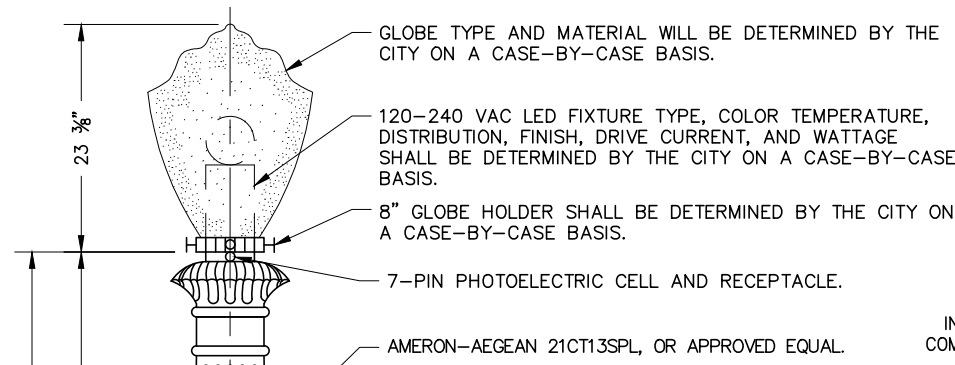 GLOBE TYPE AND MATERIAL WILL BE DETERMINED BY THE
CITY ON A CASE–BY–CASE BASIS.
23 ⅜"
120–240 VAC LED FIXTURE TYPE, COLOR TEMPERATURE,
DISTRIBUTION, FINISH, DRIVE CURRENT, AND WATTAGE
SHALL BE DETERMINED BY THE CITY ON A CASE–BY–CASE
BASIS.
8" GLOBE HOLDER SHALL BE DETERMINED BY THE CITY ON
A CASE–BY–CASE BASIS.
7–PIN PHOTOELECTRIC CELL AND RECEPTACLE.
IN
AMERON–AEGEAN 21CT13SPL, OR APPROVED EQUAL.
COM